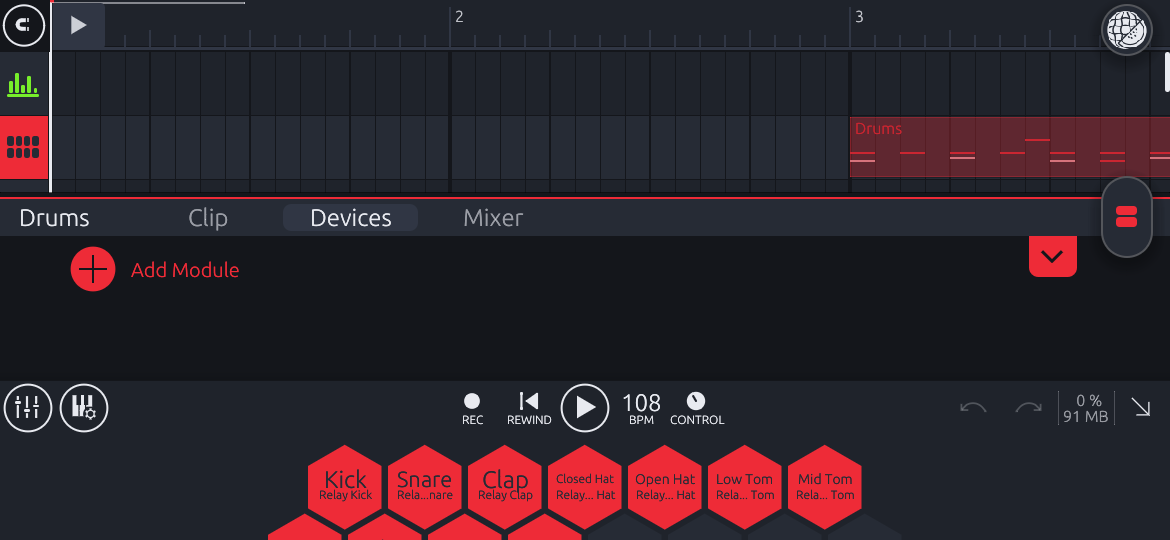 2
3
Drums
Drums Clip Devices Mixer
Add Module
REC
REWIND
108
BPM
CONTROL
0 %
91 MB
Kick
Relay Kick
Snare
Rela...nare
Clap
Relay Clap
Closed Hat
Relay... Hat
Open Hat
Relay... Hat
Low Tom
Rela... Tom
Mid Tom
Rela... Tom